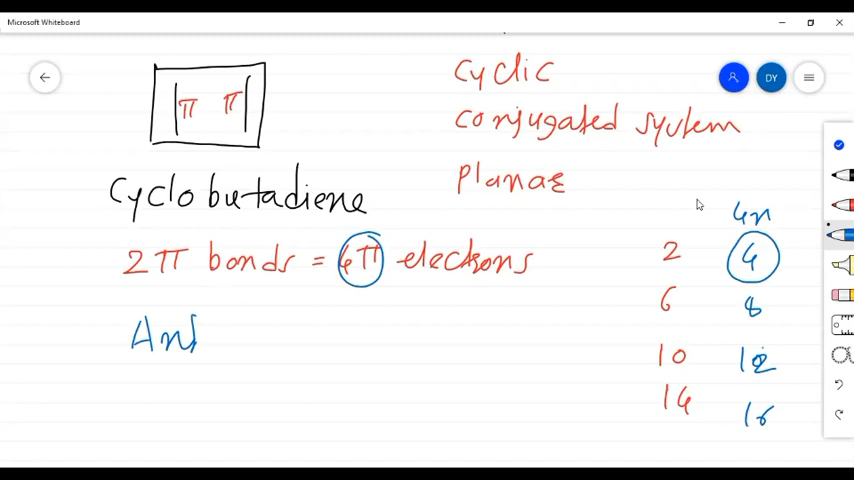 Microsoft Whiteboard
DY
π π
cyclic
conjugated system
planar
cyclobutadiene
2π bonds = 4π electrons
4n
2 4
6 8
10 12
14 16
Ant